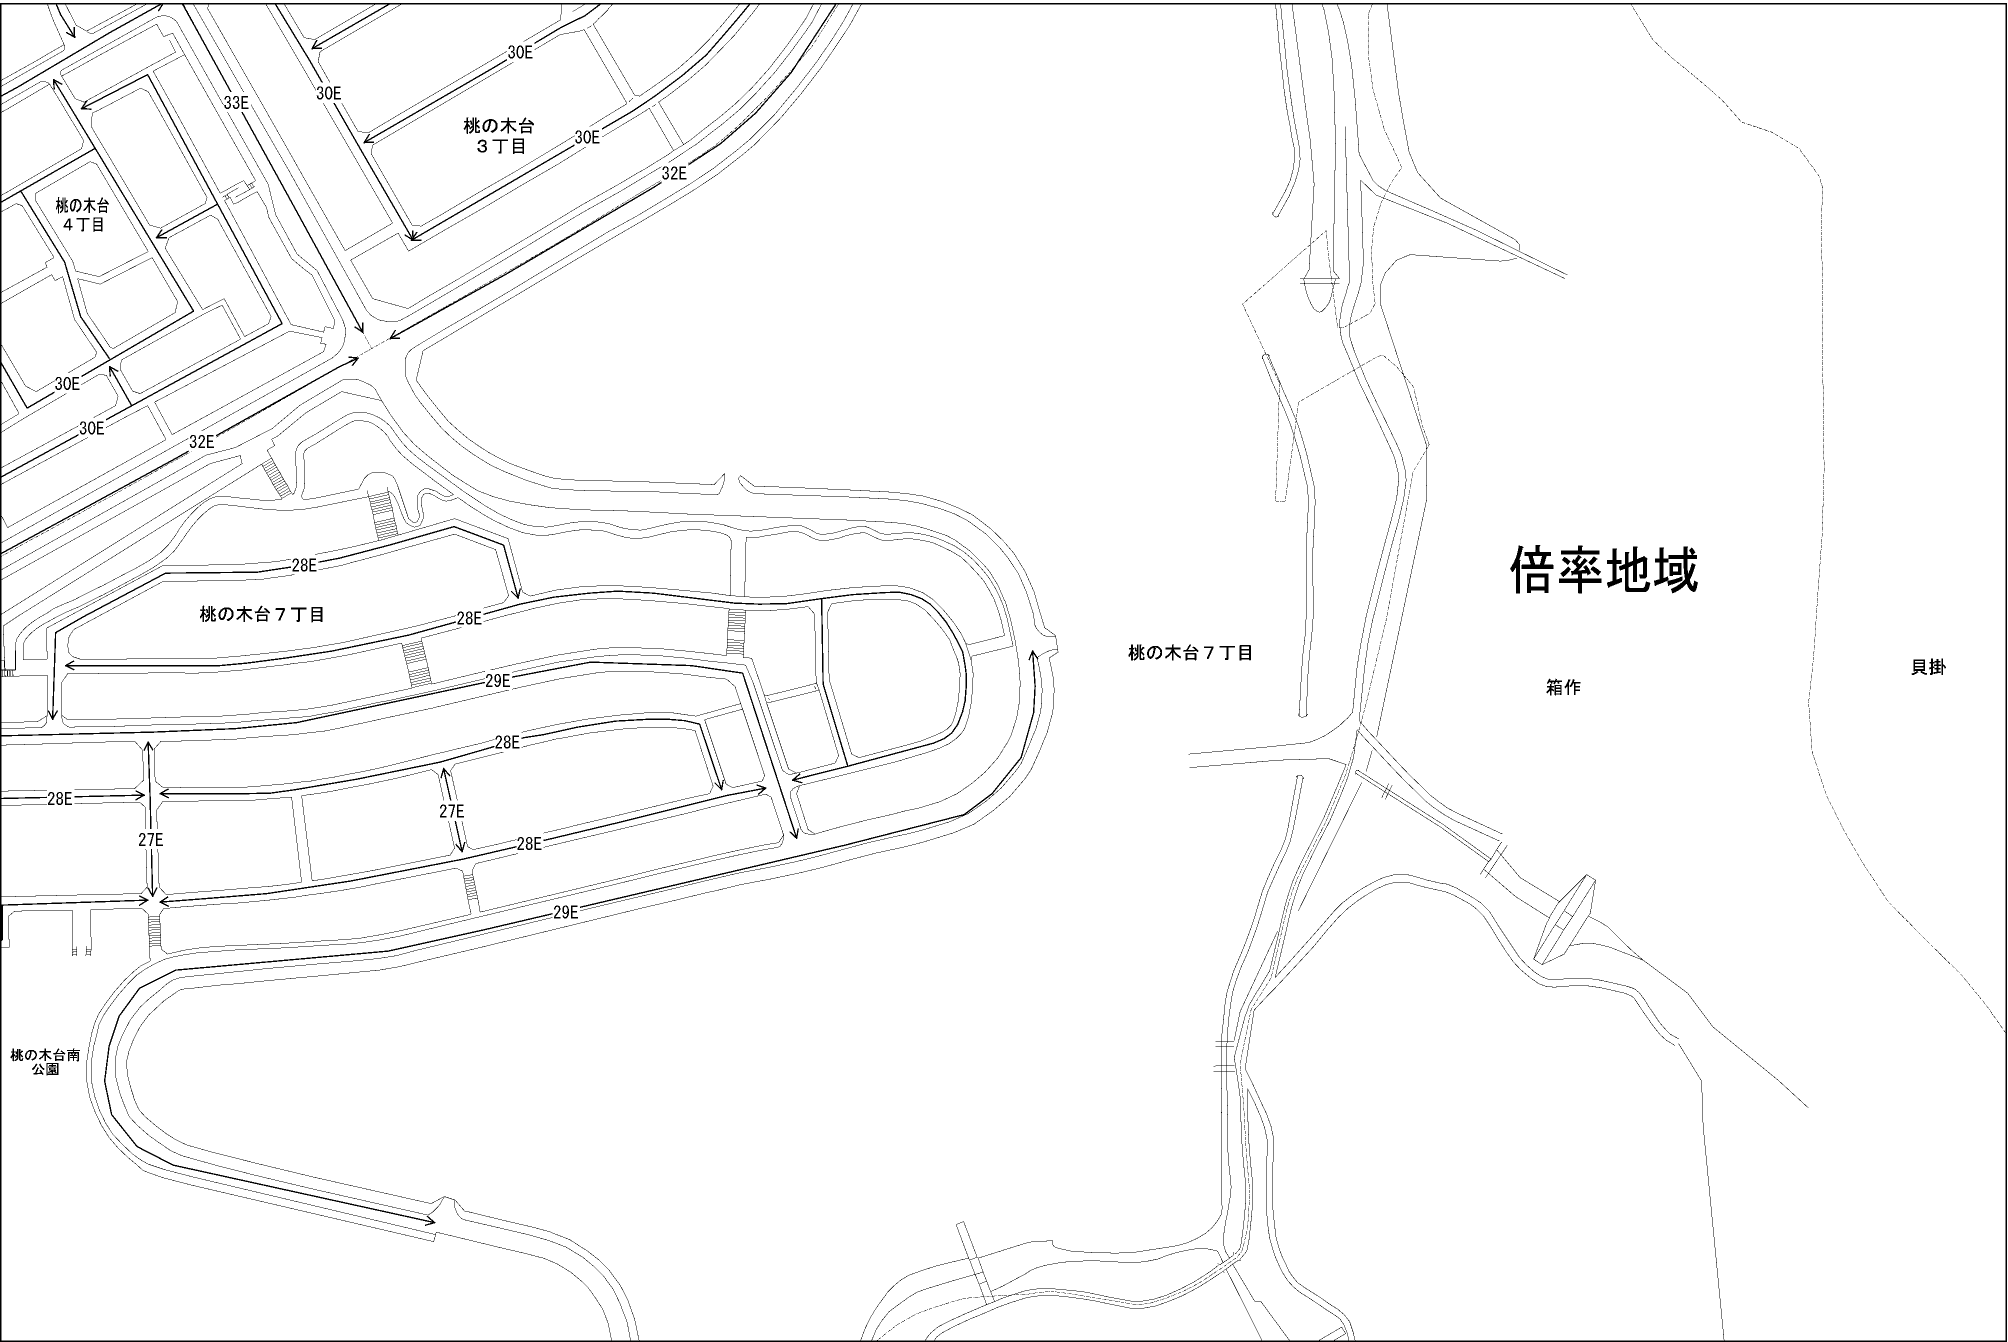 30E
30E
33E
桃の木台
３丁目
30E
32E
桃の木台
４丁目
30E
30E
32E
28E
桃の木台７丁目
28E
29E
28E
28E
27E
27E
28E
29E
倍率地域
桃の木台７丁目
貝掛
箱作
桃の木台南
公園